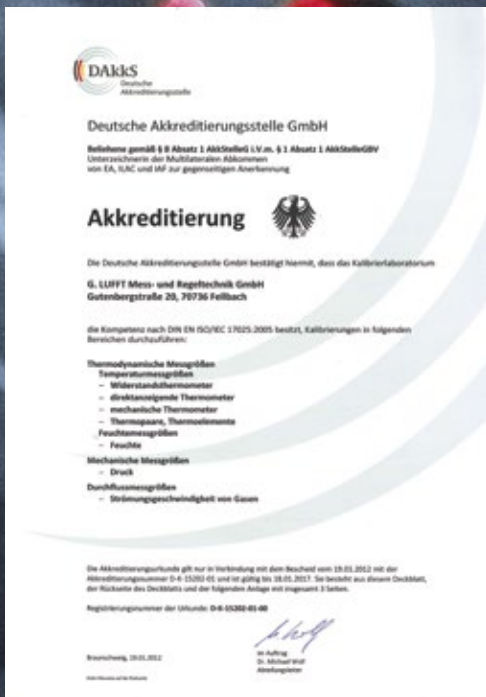 DAkkS
Deutsche
Akkreditierungsstelle
Deutsche Akkreditierungsstelle GmbH
Beliehene gemäß § 8 Absatz 1 AkkStelleG i.V.m. § 1 Absatz 1 AkkStelleGBV
Unterzeichnerin der Multilateralen Abkommen
von EA, ILAC und IAF zur gegenseitigen Anerkennung
Akkreditierung
Die Deutsche Akkreditierungsstelle GmbH bestätigt hiermit, dass das Kalibrierlaboratorium
G. LUFFT Mess- und Regeltechnik GmbH
Gutenbergstraße 20, 70736 Fellbach
die Kompetenz nach DIN EN ISO/IEC 17025:2005 besitzt, Kalibrierungen in folgenden
Bereichen durchzuführen:
Thermodynamische Messgrößen
Temperaturmessgrößen
– Widerstandsthermometer
– direktanzeigende Thermometer
– mechanische Thermometer
– Thermopaare, Thermoelemente
Feuchtemessgrößen
– Feuchte
Mechanische Messgrößen
– Druck
Durchflussmessgrößen
– Strömungsgeschwindigkeit von Gasen
Die Akkreditierungsurkunde gilt nur in Verbindung mit dem Bescheid vom 19.01.2012 mit der
Akkreditierungsnummer D-K-15202-01 und ist gültig bis 18.01.2017. Sie besteht aus diesem Deckblatt,
der Rückseite des Deckblatts und der folgenden Anlage mit insgesamt 3 Seiten.
Registrierungsnummer der Urkunde: D-K-15202-01-00
Braunschweig, 19.01.2012
Im Auftrag
Dr. Michael Wolf
Abteilungsleiter